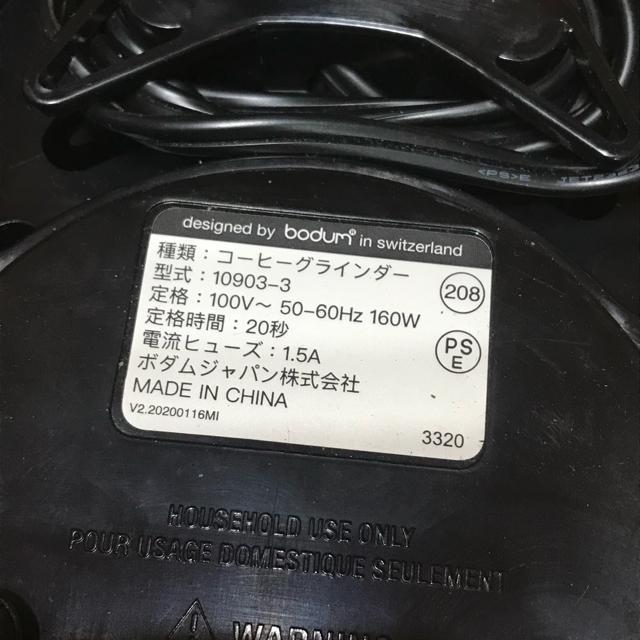 designed by bodum® in switzerland
種類：コーヒーグラインダー
型式：10903-3
定格：100V～ 50-60Hz 160W
定格時間：20秒
電流ヒューズ：1.5A
ボダムジャパン株式会社
MADE IN CHINA
V2.20200116MI
208
PS
E
3320
HOUSEHOLD USE ONLY
POUR USAGE DOMESTIQUE SEULEMENT
WARNING